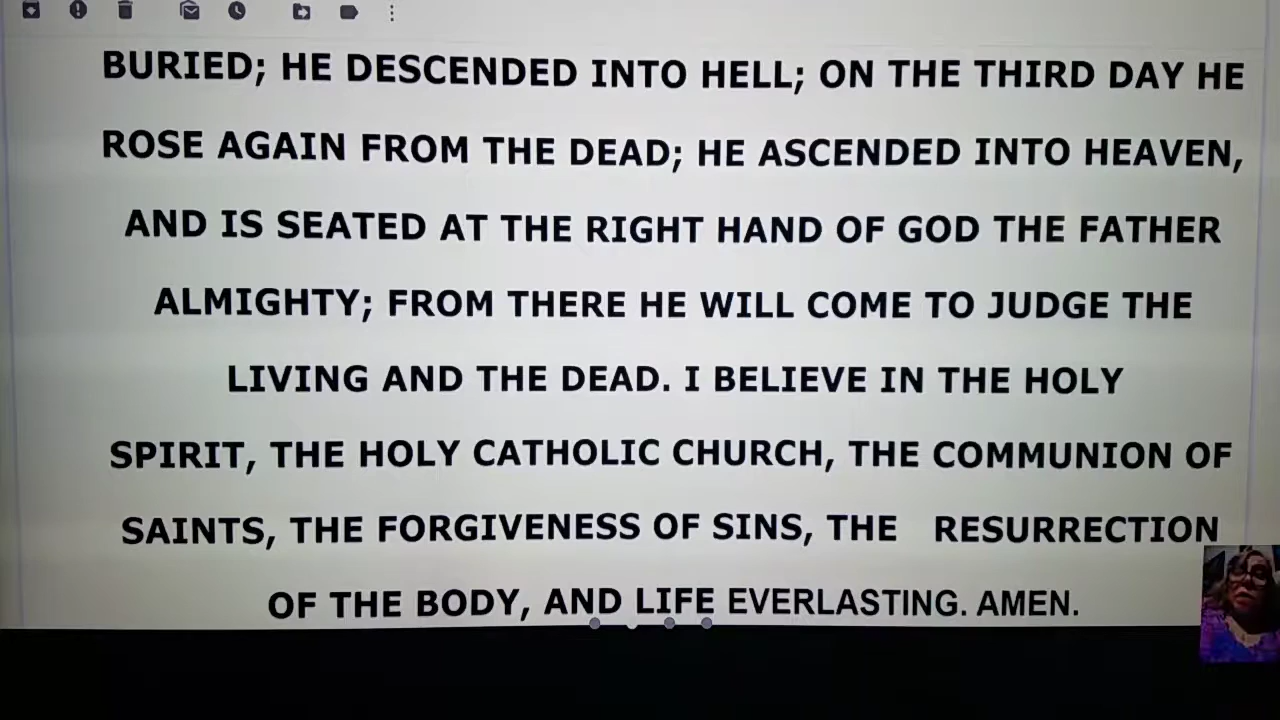 BURIED; HE DESCENDED INTO HELL; ON THE THIRD DAY HE
ROSE AGAIN FROM THE DEAD; HE ASCENDED INTO HEAVEN,
AND IS SEATED AT THE RIGHT HAND OF GOD THE FATHER
ALMIGHTY; FROM THERE HE WILL COME TO JUDGE THE
LIVING AND THE DEAD. I BELIEVE IN THE HOLY
SPIRIT, THE HOLY CATHOLIC CHURCH, THE COMMUNION OF
SAINTS, THE FORGIVENESS OF SINS, THE RESURRECTION
OF THE BODY, AND LIFE EVERLASTING. AMEN.